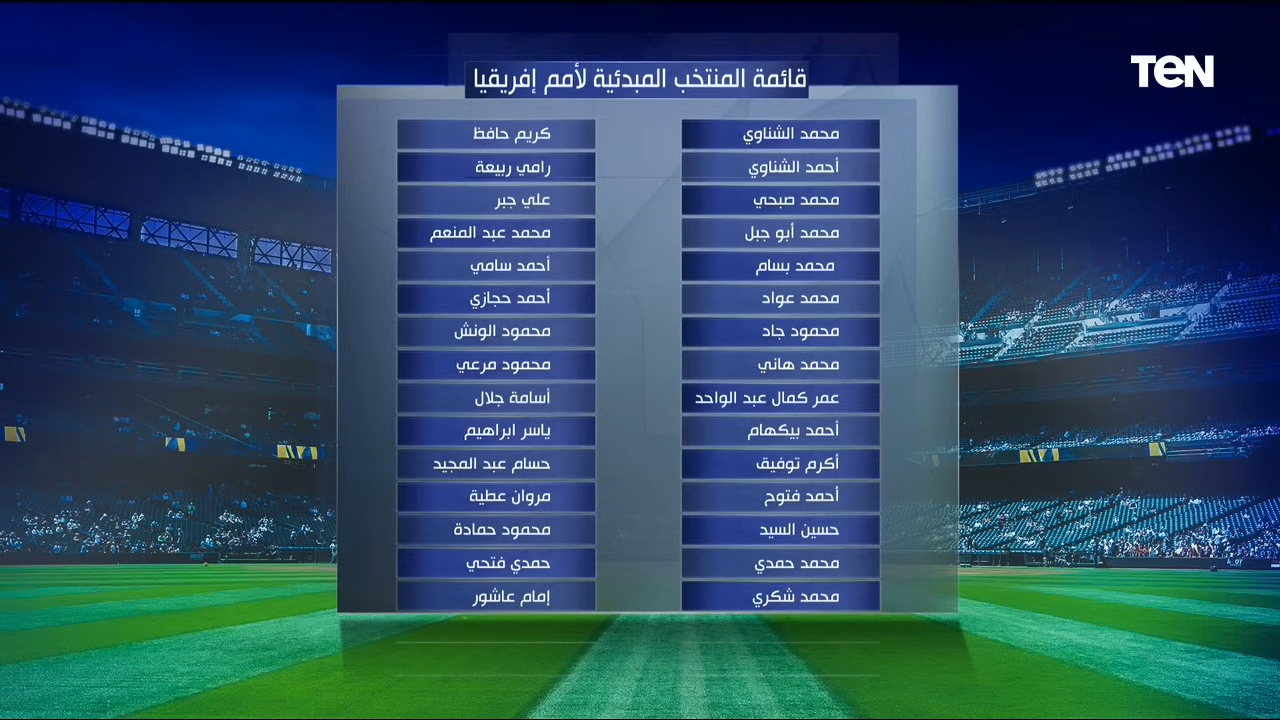 TEN
قائمة المنتخب المبدئية لأمم إفريقيا
محمد الشناوي
أحمد الشناوي
محمد صبحي
محمد أبو جبل
محمد بسام
محمد عواد
محمود جاد
محمد هاني
عمر كمال عبد الواحد
أحمد بيكهام
أكرم توفيق
أحمد فتوح
حسين السيد
محمد حمدي
محمد شكري
كريم حافظ
رامي ربيعة
علي جبر
محمد عبد المنعم
أحمد سامي
أحمد حجازي
محمود الونش
محمود مرعي
أسامة جلال
ياسر ابراهيم
حسام عبد المجيد
مروان عطية
محمود حمادة
حمدي فتحي
إمام عاشور